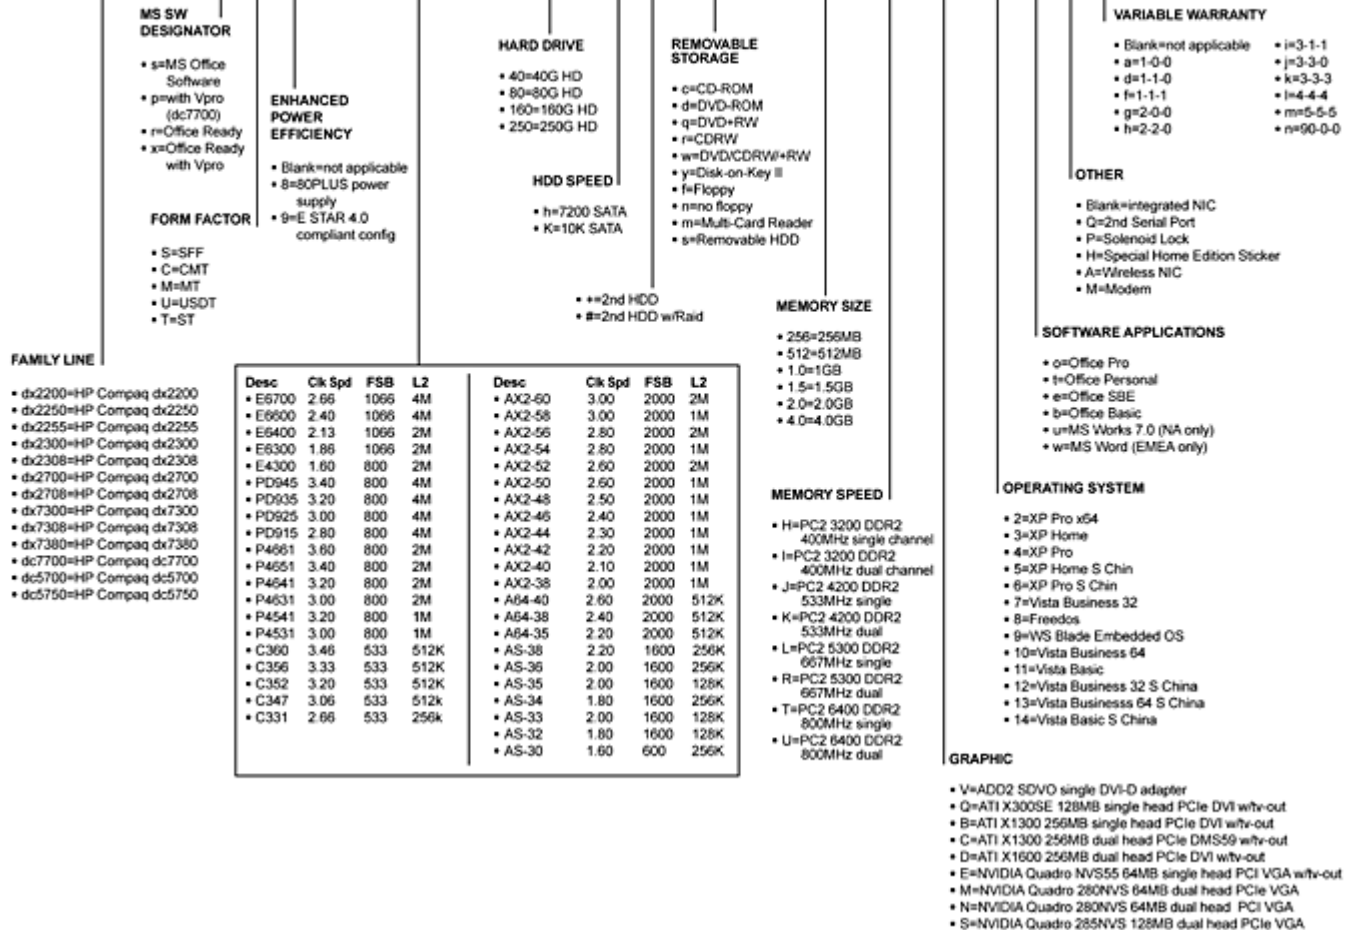 MS SW
DESIGNATOR
• s=MS Office
Software
• p=with Vpro
(dc7700)
• r=Office Ready
• x=Office Ready
with Vpro
FORM FACTOR
• S=SFF
• C=CMT
• M=MT
• U=USDT
• T=ST
ENHANCED
POWER
EFFICIENCY
• Blank=not applicable
• 8=80PLUS power
supply
• 9=E STAR 4.0
compliant config
HARD DRIVE
• 40=40G HD
• 80=80G HD
• 160=160G HD
• 250=250G HD
HDD SPEED
• h=7200 SATA
• K=10K SATA
• +=2nd HDD
• #=2nd HDD w/Raid
REMOVABLE
STORAGE
• c=CD-ROM
• d=DVD-ROM
• q=DVD+RW
• r=CDRW
• w=DVD/CDRW/+RW
• y=Disk-on-Key II
• f=Floppy
• n=no floppy
• m=Multi-Card Reader
• s=Removable HDD
VARIABLE WARRANTY
• Blank=not applicable
• a=1-0-0
• d=1-1-0
• f=1-1-1
• g=2-0-0
• h=2-2-0
• i=3-1-1
• j=3-3-0
• k=3-3-3
• l=4-4-4
• m=5-5-5
• n=90-0-0
OTHER
• Blank=integrated NIC
• Q=2nd Serial Port
• P=Solenoid Lock
• H=Special Home Edition Sticker
• A=Wireless NIC
• M=Modem
FAMILY LINE
• dx2200=HP Compaq dx2200
• dx2250=HP Compaq dx2250
• dx2255=HP Compaq dx2255
• dx2300=HP Compaq dx2300
• dx2308=HP Compaq dx2308
• dx2700=HP Compaq dx2700
• dx2708=HP Compaq dx2708
• dx7300=HP Compaq dx7300
• dx7308=HP Compaq dx7308
• dx7380=HP Compaq dx7380
• dc7700=HP Compaq dc7700
• dc5700=HP Compaq dc5700
• dc5750=HP Compaq dc5750
Desc Clk Spd FSB L2
• E6700 2.66 1066 4M
• E6600 2.40 1066 4M
• E6400 2.13 1066 2M
• E6300 1.86 1066 2M
• E4300 1.60 800 2M
• PD945 3.40 800 4M
• PD935 3.20 800 4M
• PD925 3.00 800 4M
• PD915 2.80 800 4M
• P4661 3.60 800 2M
• P4651 3.40 800 2M
• P4641 3.20 800 2M
• P4631 3.00 800 2M
• P4541 3.20 800 1M
• P4531 3.00 800 1M
• C360 3.46 533 512K
• C356 3.33 533 512K
• C352 3.20 533 512K
• C347 3.06 533 512k
• C331 2.66 533 256k
Desc Clk Spd FSB L2
• AX2-60 3.00 2000 2M
• AX2-58 3.00 2000 1M
• AX2-56 2.80 2000 2M
• AX2-54 2.80 2000 1M
• AX2-52 2.60 2000 2M
• AX2-50 2.60 2000 1M
• AX2-48 2.50 2000 1M
• AX2-46 2.40 2000 1M
• AX2-44 2.30 2000 1M
• AX2-42 2.20 2000 1M
• AX2-40 2.10 2000 1M
• AX2-38 2.00 2000 1M
• A64-40 2.60 2000 512K
• A64-38 2.40 2000 512K
• A64-35 2.20 2000 512K
• AS-38 2.20 1600 256K
• AS-36 2.00 1600 256K
• AS-35 2.00 1600 128K
• AS-34 1.80 1600 256K
• AS-33 2.00 1600 128K
• AS-32 1.80 1600 128K
• AS-30 1.60 600 256K
MEMORY SIZE
• 256=256MB
• 512=512MB
• 1.0=1GB
• 1.5=1.5GB
• 2.0=2.0GB
• 4.0=4.0GB
MEMORY SPEED
• H=PC2 3200 DDR2
400MHz single channel
• I=PC2 3200 DDR2
400MHz dual channel
• J=PC2 4200 DDR2
533MHz single
• K=PC2 4200 DDR2
533MHz dual
• L=PC2 5300 DDR2
667MHz single
• R=PC2 5300 DDR2
667MHz dual
• T=PC2 6400 DDR2
800MHz single
• U=PC2 6400 DDR2
800MHz dual
SOFTWARE APPLICATIONS
• o=Office Pro
• t=Office Personal
• e=Office SBE
• b=Office Basic
• u=MS Works 7.0 (NA only)
• w=MS Word (EMEA only)
OPERATING SYSTEM
• 2=XP Pro x64
• 3=XP Home
• 4=XP Pro
• 5=XP Home S Chin
• 6=XP Pro S Chin
• 7=Vista Business 32
• 8=Freedos
• 9=WS Blade Embedded OS
• 10=Vista Business 64
• 11=Vista Basic
• 12=Vista Business 32 S China
• 13=Vista Businesss 64 S China
• 14=Vista Basic S China
GRAPHIC
• V=ADD2 SDVO single DVI-D adapter
• Q=ATI X300SE 128MB single head PCIe DVI w/tv-out
• B=ATI X1300 256MB single head PCIe DVI w/tv-out
• C=ATI X1300 256MB dual head PCIe DMS59 w/tv-out
• D=ATI X1600 256MB dual head PCIe DVI w/tv-out
• E=NVIDIA Quadro NVS55 64MB single head PCI VGA w/tv-out
• M=NVIDIA Quadro 280NVS 64MB dual head PCIe VGA
• N=NVIDIA Quadro 280NVS 64MB dual head PCI VGA
• S=NVIDIA Quadro 285NVS 128MB dual head PCIe VGA